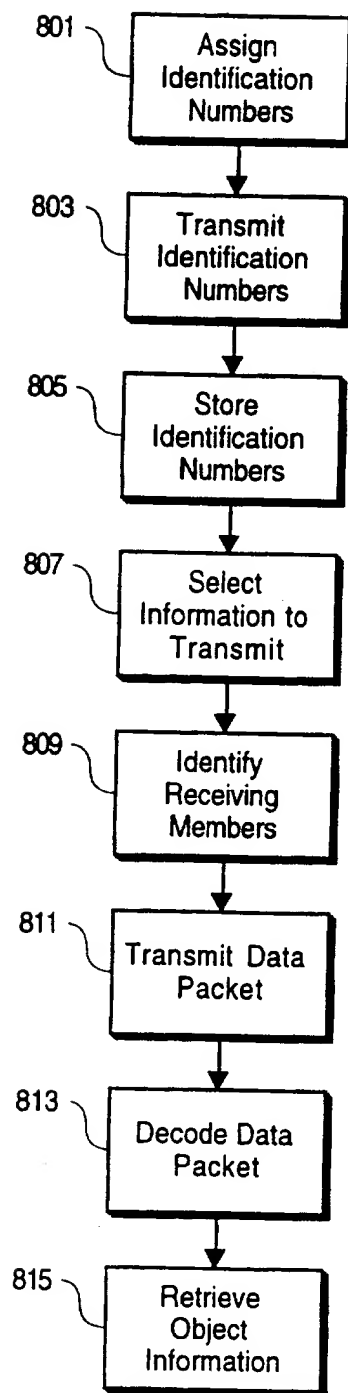 801
Assign
Identification
Numbers
803
Transmit
Identification
Numbers
805
Store
Identification
Numbers
807
Select
Information to
Transmit
809
Identify
Receiving
Members
811
Transmit Data
Packet
813
Decode Data
Packet
815
Retrieve
Object
Information